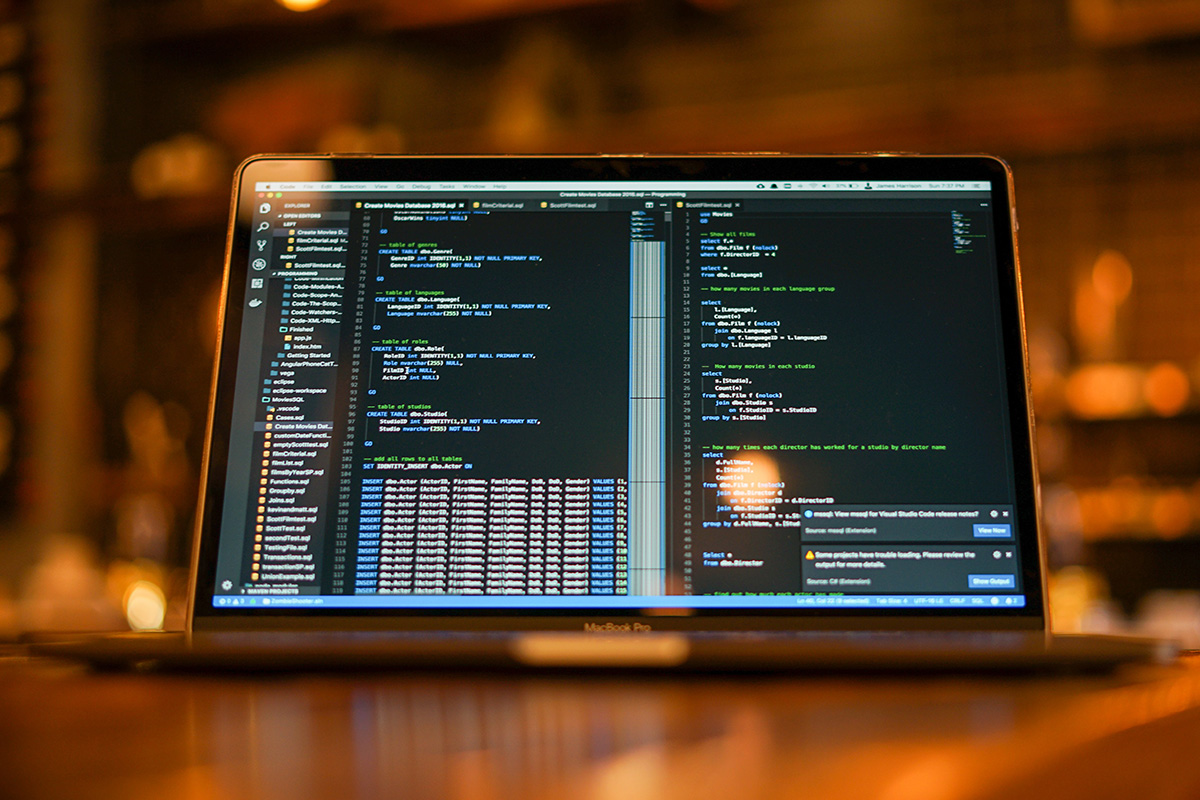 Code File Edit Selection View Go Debug Tasks Window Help
James Harrison Sun 7:37 PM
Create Movies Database 2016.sql — Programming
EXPLORER
OPEN EDITORS
LEFT
Create Movies D...
filmCriterial.sql
ScottFilmtest.sql...
RIGHT
ScottFilmtest.sql...
PROGRAMMING
Code-Modules-A...
Code-Scope-An...
Code-The-Scop...
Code-Watchers-...
Code-XML-Http...
Finished
app.js
index.htm
Getting Started
AngularPhoneCatT...
vega
eclipse
eclipse-workspace
MoviesSQL
.vscode
Cases.sql
Create Movies Dat...
customDateFuncti...
emptyScotttest.sql
filmCriterial.sql
filmList.sql
filmsByYearSP.sql
Functions.sql
Groupby.sql
Joins.sql
kevinandmatt.sql
ScottFilmtest.sql
ScottTest.sql
secondTest.sql
TestingFile.sql
Transactions.sql
transactionSP.sql
UnionExample.sql
MAVEN PROJECTS
Create Movies Database 2016.sql filmCriterial.sql ScottFilmtest.sql
OscarWins tinyint NULL)
GO
-- table of genres
CREATE TABLE dbo.Genre(
GenreID int IDENTITY(1,1) NOT NULL PRIMARY KEY,
Genre nvarchar(50) NOT NULL)
GO
-- table of languages
CREATE TABLE dbo.Language(
LanguageID int IDENTITY(1,1) NOT NULL PRIMARY KEY,
Language nvarchar(255) NOT NULL)
GO
-- table of roles
CREATE TABLE dbo.Role(
RoleID int IDENTITY(1,1) NOT NULL PRIMARY KEY,
Role nvarchar(255) NULL,
FilmID int NULL,
ActorID int NULL)
GO
-- table of studios
CREATE TABLE dbo.Studio(
StudioID int IDENTITY(1,1) NOT NULL PRIMARY KEY,
Studio nvarchar(255) NOT NULL)
GO
-- add all rows to all tables
SET IDENTITY_INSERT dbo.Actor ON
INSERT dbo.Actor (ActorID, FirstName, FamilyName, DoB, DoD, Gender) VALUES (1,
INSERT dbo.Actor (ActorID, FirstName, FamilyName, DoB, DoD, Gender) VALUES (2,
INSERT dbo.Actor (ActorID, FirstName, FamilyName, DoB, DoD, Gender) VALUES (3,
INSERT dbo.Actor (ActorID, FirstName, FamilyName, DoB, DoD, Gender) VALUES (4,
INSERT dbo.Actor (ActorID, FirstName, FamilyName, DoB, DoD, Gender) VALUES (5,
INSERT dbo.Actor (ActorID, FirstName, FamilyName, DoB, DoD, Gender) VALUES (6,
INSERT dbo.Actor (ActorID, FirstName, FamilyName, DoB, DoD, Gender) VALUES (7,
INSERT dbo.Actor (ActorID, FirstName, FamilyName, DoB, DoD, Gender) VALUES (8,
INSERT dbo.Actor (ActorID, FirstName, FamilyName, DoB, DoD, Gender) VALUES (9,
INSERT dbo.Actor (ActorID, FirstName, FamilyName, DoB, DoD, Gender) VALUES (10
INSERT dbo.Actor (ActorID, FirstName, FamilyName, DoB, DoD, Gender) VALUES (11
INSERT dbo.Actor (ActorID, FirstName, FamilyName, DoB, DoD, Gender) VALUES (12
INSERT dbo.Actor (ActorID, FirstName, FamilyName, DoB, DoD, Gender) VALUES (13
INSERT dbo.Actor (ActorID, FirstName, FamilyName, DoB, DoD, Gender) VALUES
ScottFilmtest.sql
use Movies
GO
-- Show all films
select f.*
from dbo.Film f (nolock)
where f.DirectorID = 4
select *
from dbo.[Language]
-- how many movies in each language group
select
l.[Language],
Count(*)
from dbo.Film f (nolock)
join dbo.Language l
on f.languageID = l.languageID
group by l.[Language]
-- How many movies in each studio
select
s.[Studio],
Count(*)
from dbo.Film f (nolock)
join dbo.Studio s
on f.StudioID = s.StudioID
group by s.[Studio]
-- how many times each director has worked for a studio by director name
select
d.FullName,
s.[Studio],
Count(*)
from dbo.Film f (nolock)
join dbo.Director d
on f.DirectorID = d.DirectorID
join dbo.Studio s
on f.StudioID = s.St
group by d.FullName, s.[Stud
Select *
from dbo.Director
-- find out how much each actor has made
mssql: View mssql for Visual Studio Code release notes?
Source: mssql (Extension)
View Now
Some projects have trouble loading. Please review the
output for more details.
Source: C# (Extension)
Show Output
ZombieShooter.sln
Tab Size: 4 UTF-16 LE CRLF SQL
MacBook Pro